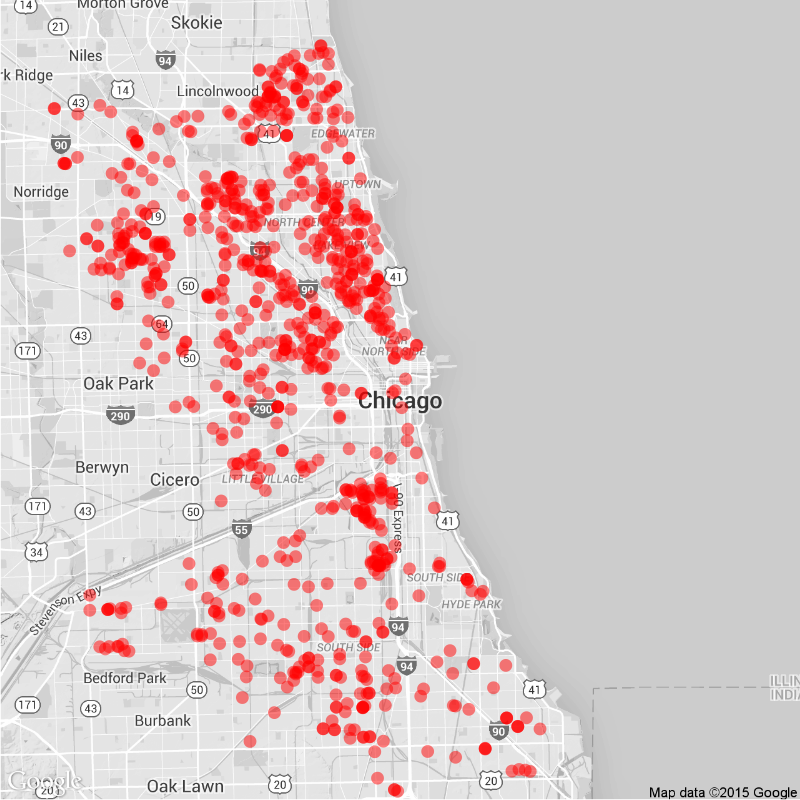 Morton Grove
14
21
Skokie
Niles
94
rk Ridge
14
Lincolnwood
43
41
EDGEWATER
90
Norridge
UPTOWN
19
NORTH CENTER
94
41
50
90
64
43
NEAR
NORTH SIDE
171
50
Oak Park
290
290
Chicago
Berwyn
Cicero
LITTLE VILLAGE
171
43
50
I-90 Express
41
55
34
SOUTH SIDE
Stevenson Expy
HYDE PARK
94
SOUTH SIDE
94
Bedford Park
ILLIN
INDI
50
41
171
43
Burbank
90
Google
20
Oak Lawn
20
20
Map data ©2015 Google